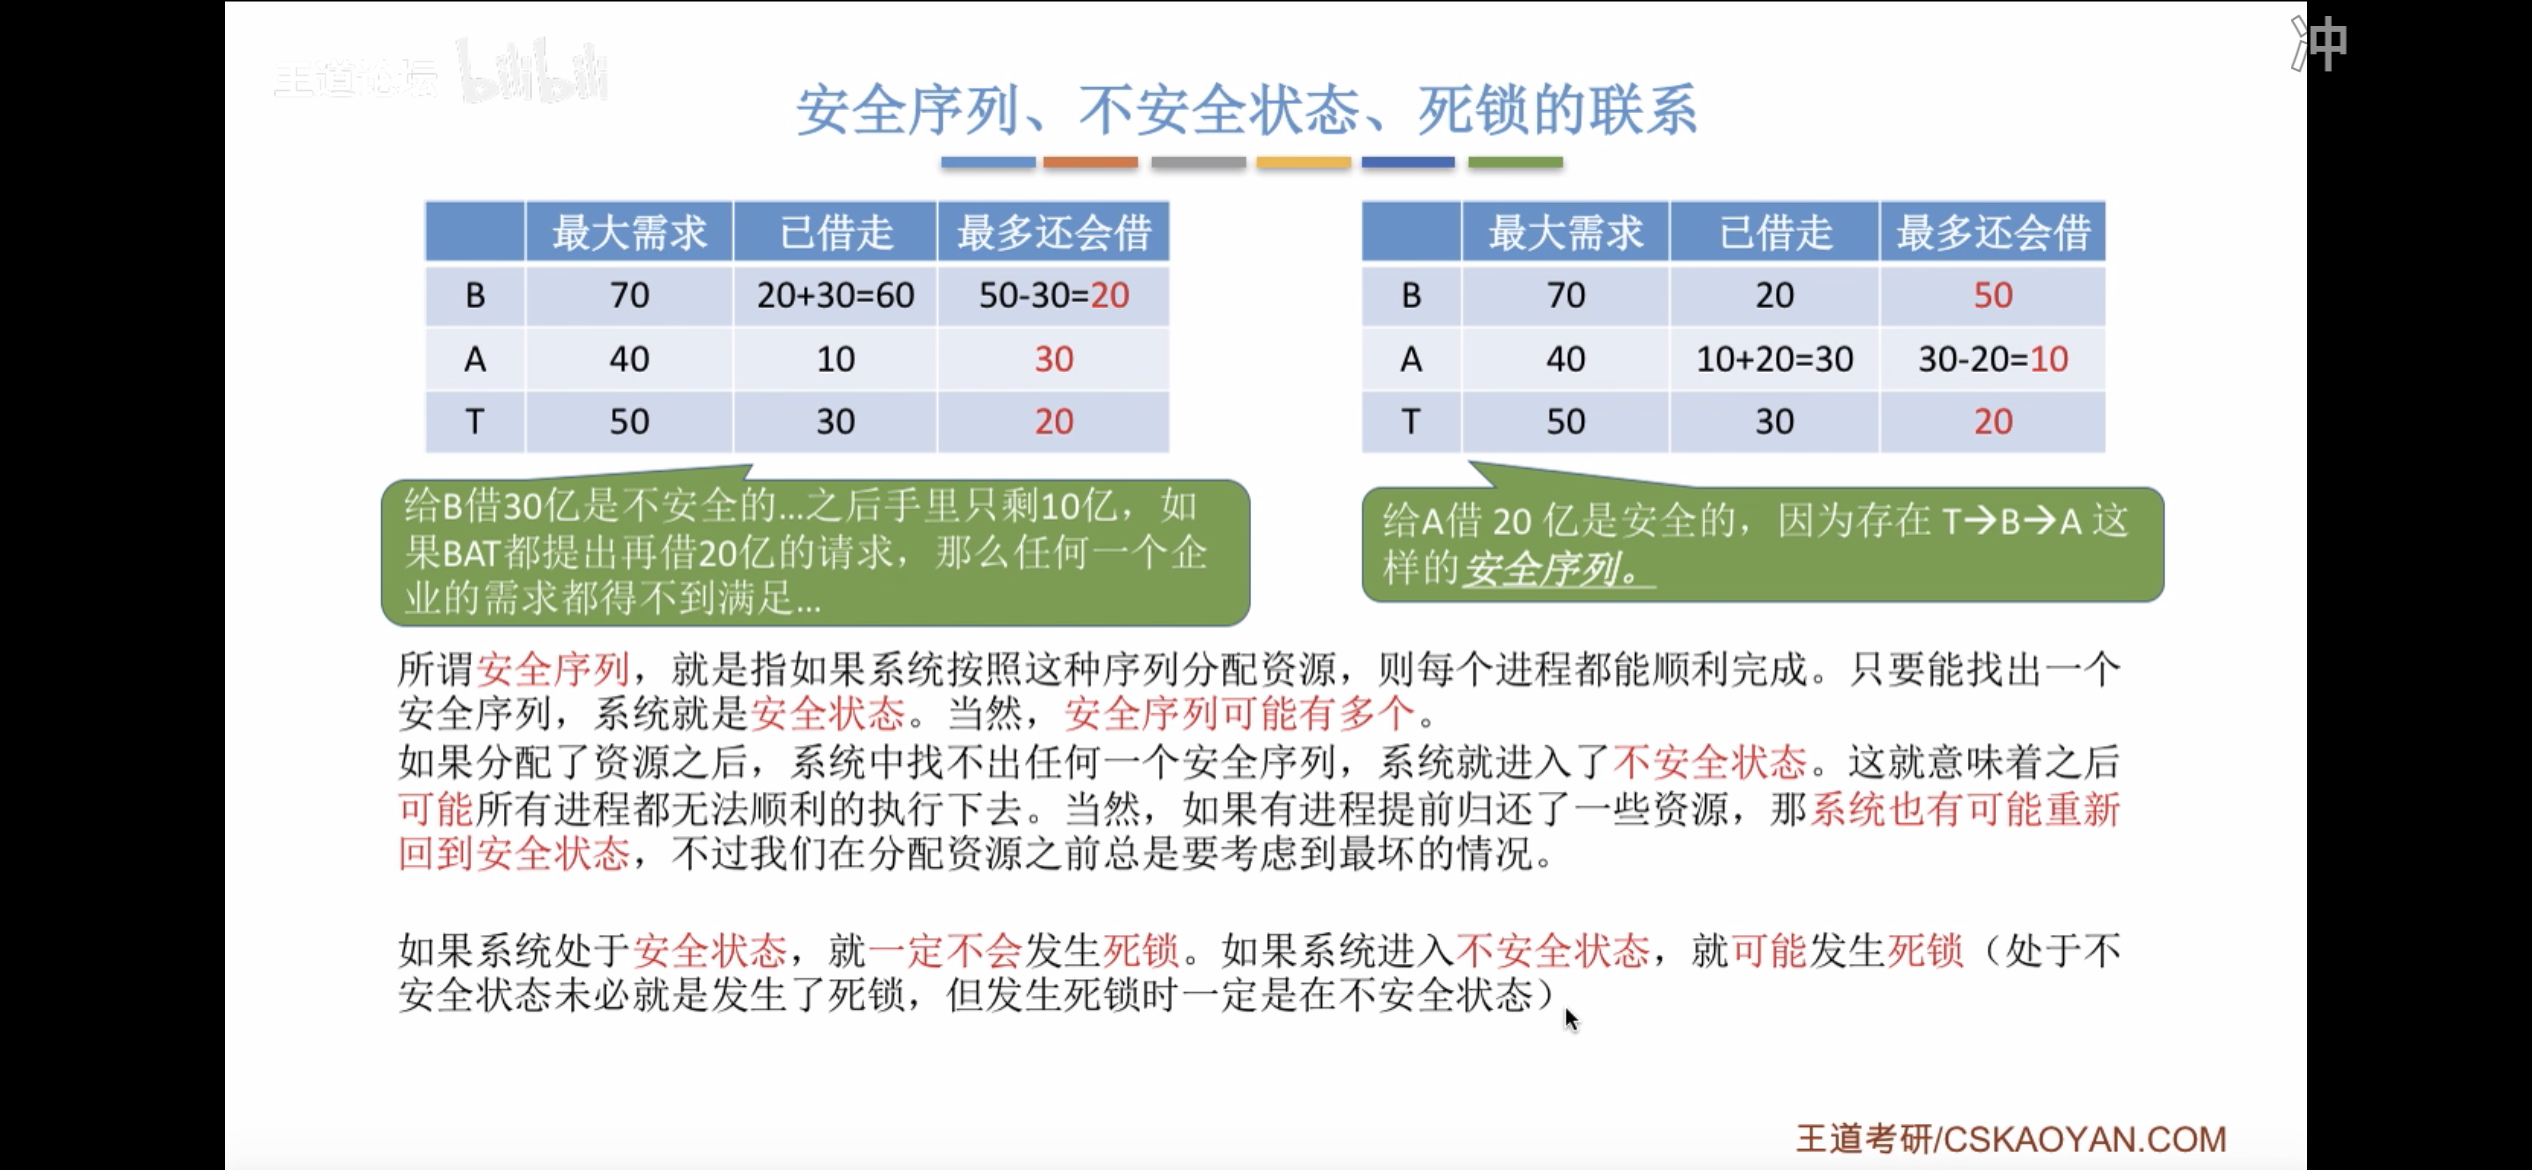 王道论坛 bilibili
冲
安全序列、不安全状态、死锁的联系
最大需求 已借走 最多还会借
B 70 20+30=60 50-30=20
A 40 10 30
T 50 30 20
最大需求 已借走 最多还会借
B 70 20 50
A 40 10+20=30 30-20=10
T 50 30 20
给B借30亿是不安全的...之后手里只剩10亿，如
果BAT都提出再借20亿的请求，那么任何一个企
业的需求都得不到满足...
给A借 20 亿是安全的，因为存在 T→B→A 这
样的安全序列。
所谓安全序列，就是指如果系统按照这种序列分配资源，则每个进程都能顺利完成。只要能找出一个
安全序列，系统就是安全状态。当然，安全序列可能有多个。
如果分配了资源之后，系统中找不出任何一个安全序列，系统就进入了不安全状态。这就意味着之后
可能所有进程都无法顺利的执行下去。当然，如果有进程提前归还了一些资源，那系统也有可能重新
回到安全状态，不过我们在分配资源之前总是要考虑到最坏的情况。
如果系统处于安全状态，就一定不会发生死锁。如果系统进入不安全状态，就可能发生死锁（处于不
安全状态未必就是发生了死锁，但发生死锁时一定是在不安全状态）
王道考研/CSKAOYAN.COM